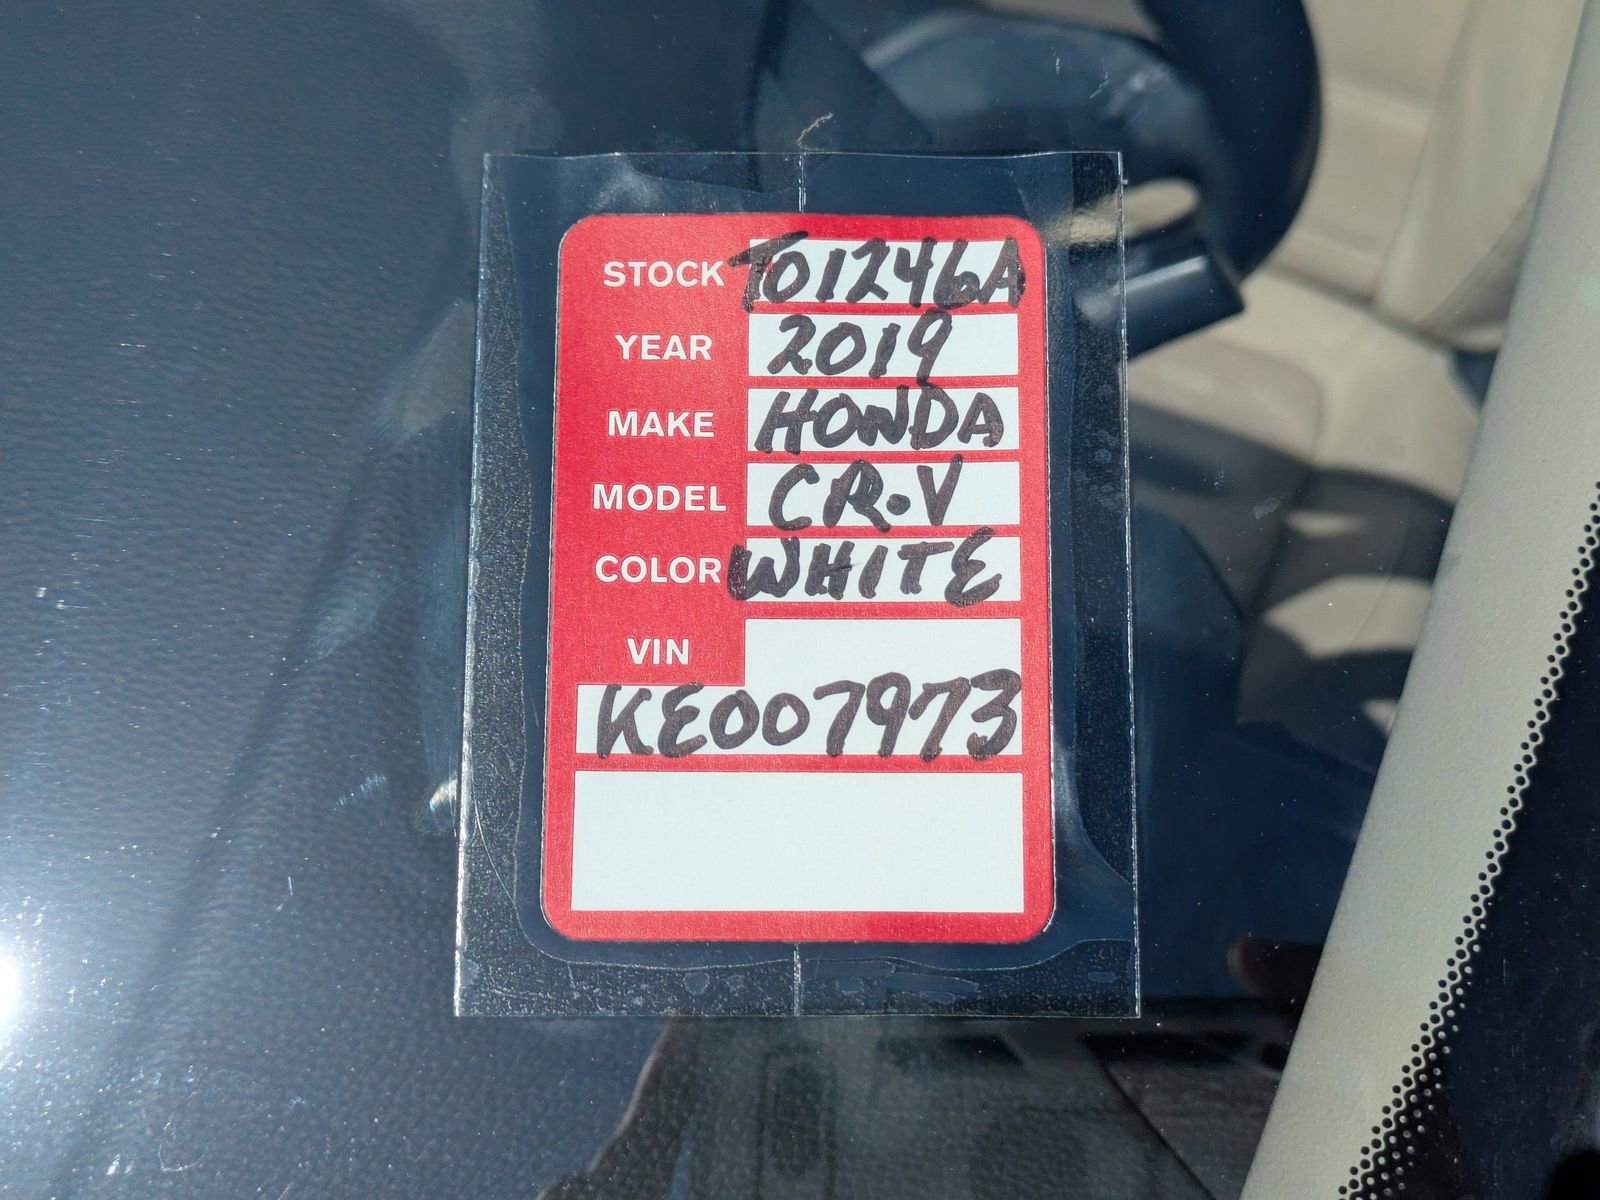 STOCK T01246A
YEAR 2019
MAKE HONDA
MODEL CR-V
COLOR WHITE
VIN
KE007973